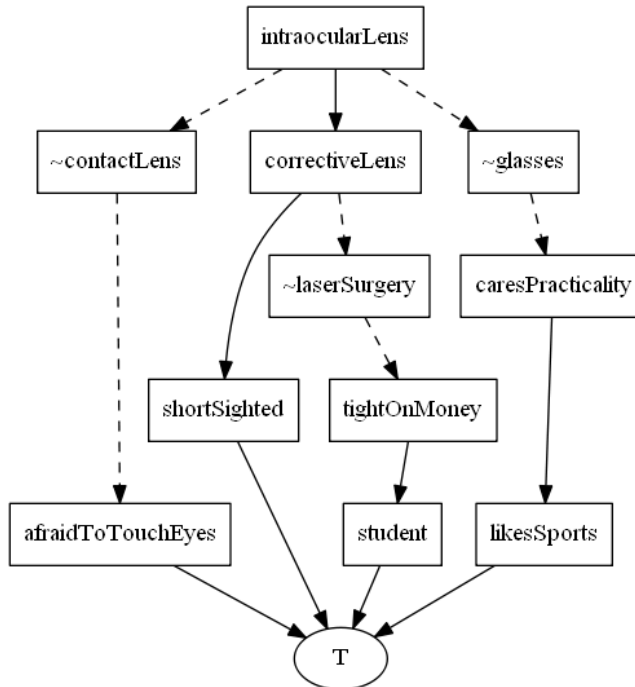 intraocularLens
~contactLens
correctiveLens
~glasses
~laserSurgery
caresPracticality
shortSighted
tightOnMoney
afraidToTouchEyes
student
likesSports
T